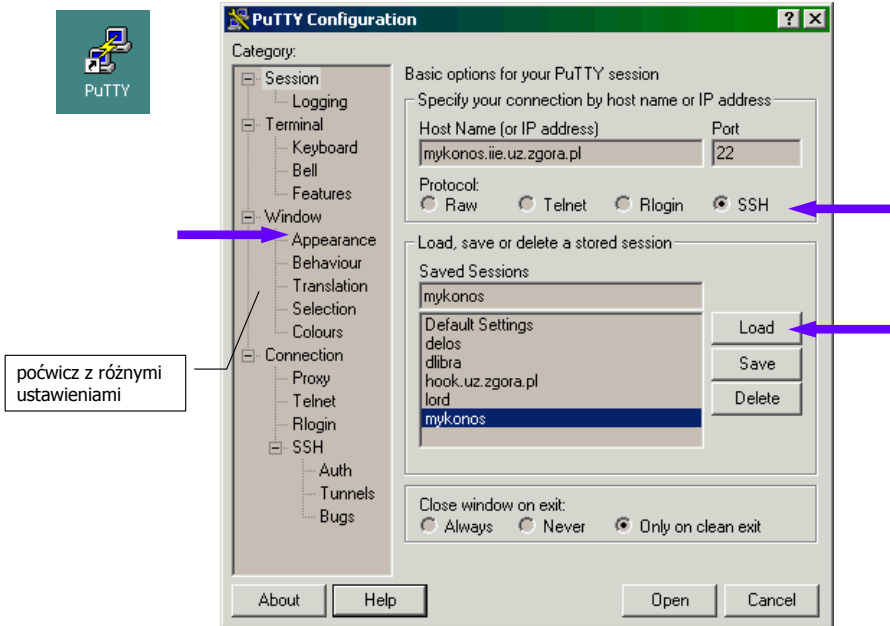 PuTTY
PuTTY Configuration
Category:
Session
Logging
Terminal
Keyboard
Bell
Features
Window
Appearance
Behaviour
Translation
Selection
Colours
Connection
Proxy
Telnet
Rlogin
SSH
Auth
Tunnels
Bugs
poćwicz z różnymi
ustawieniami
Basic options for your PuTTY session
Specify your connection by host name or IP address
Host Name (or IP address) Port
mykonos.iie.uz.zgora.pl 22
Protocol:
Raw Telnet Rlogin SSH
Load, save or delete a stored session
Saved Sessions
mykonos
Default Settings
delos
dlibra
hook.uz.zgora.pl
lord
mykonos
Load
Save
Delete
Close window on exit:
Always Never Only on clean exit
About Help Open Cancel